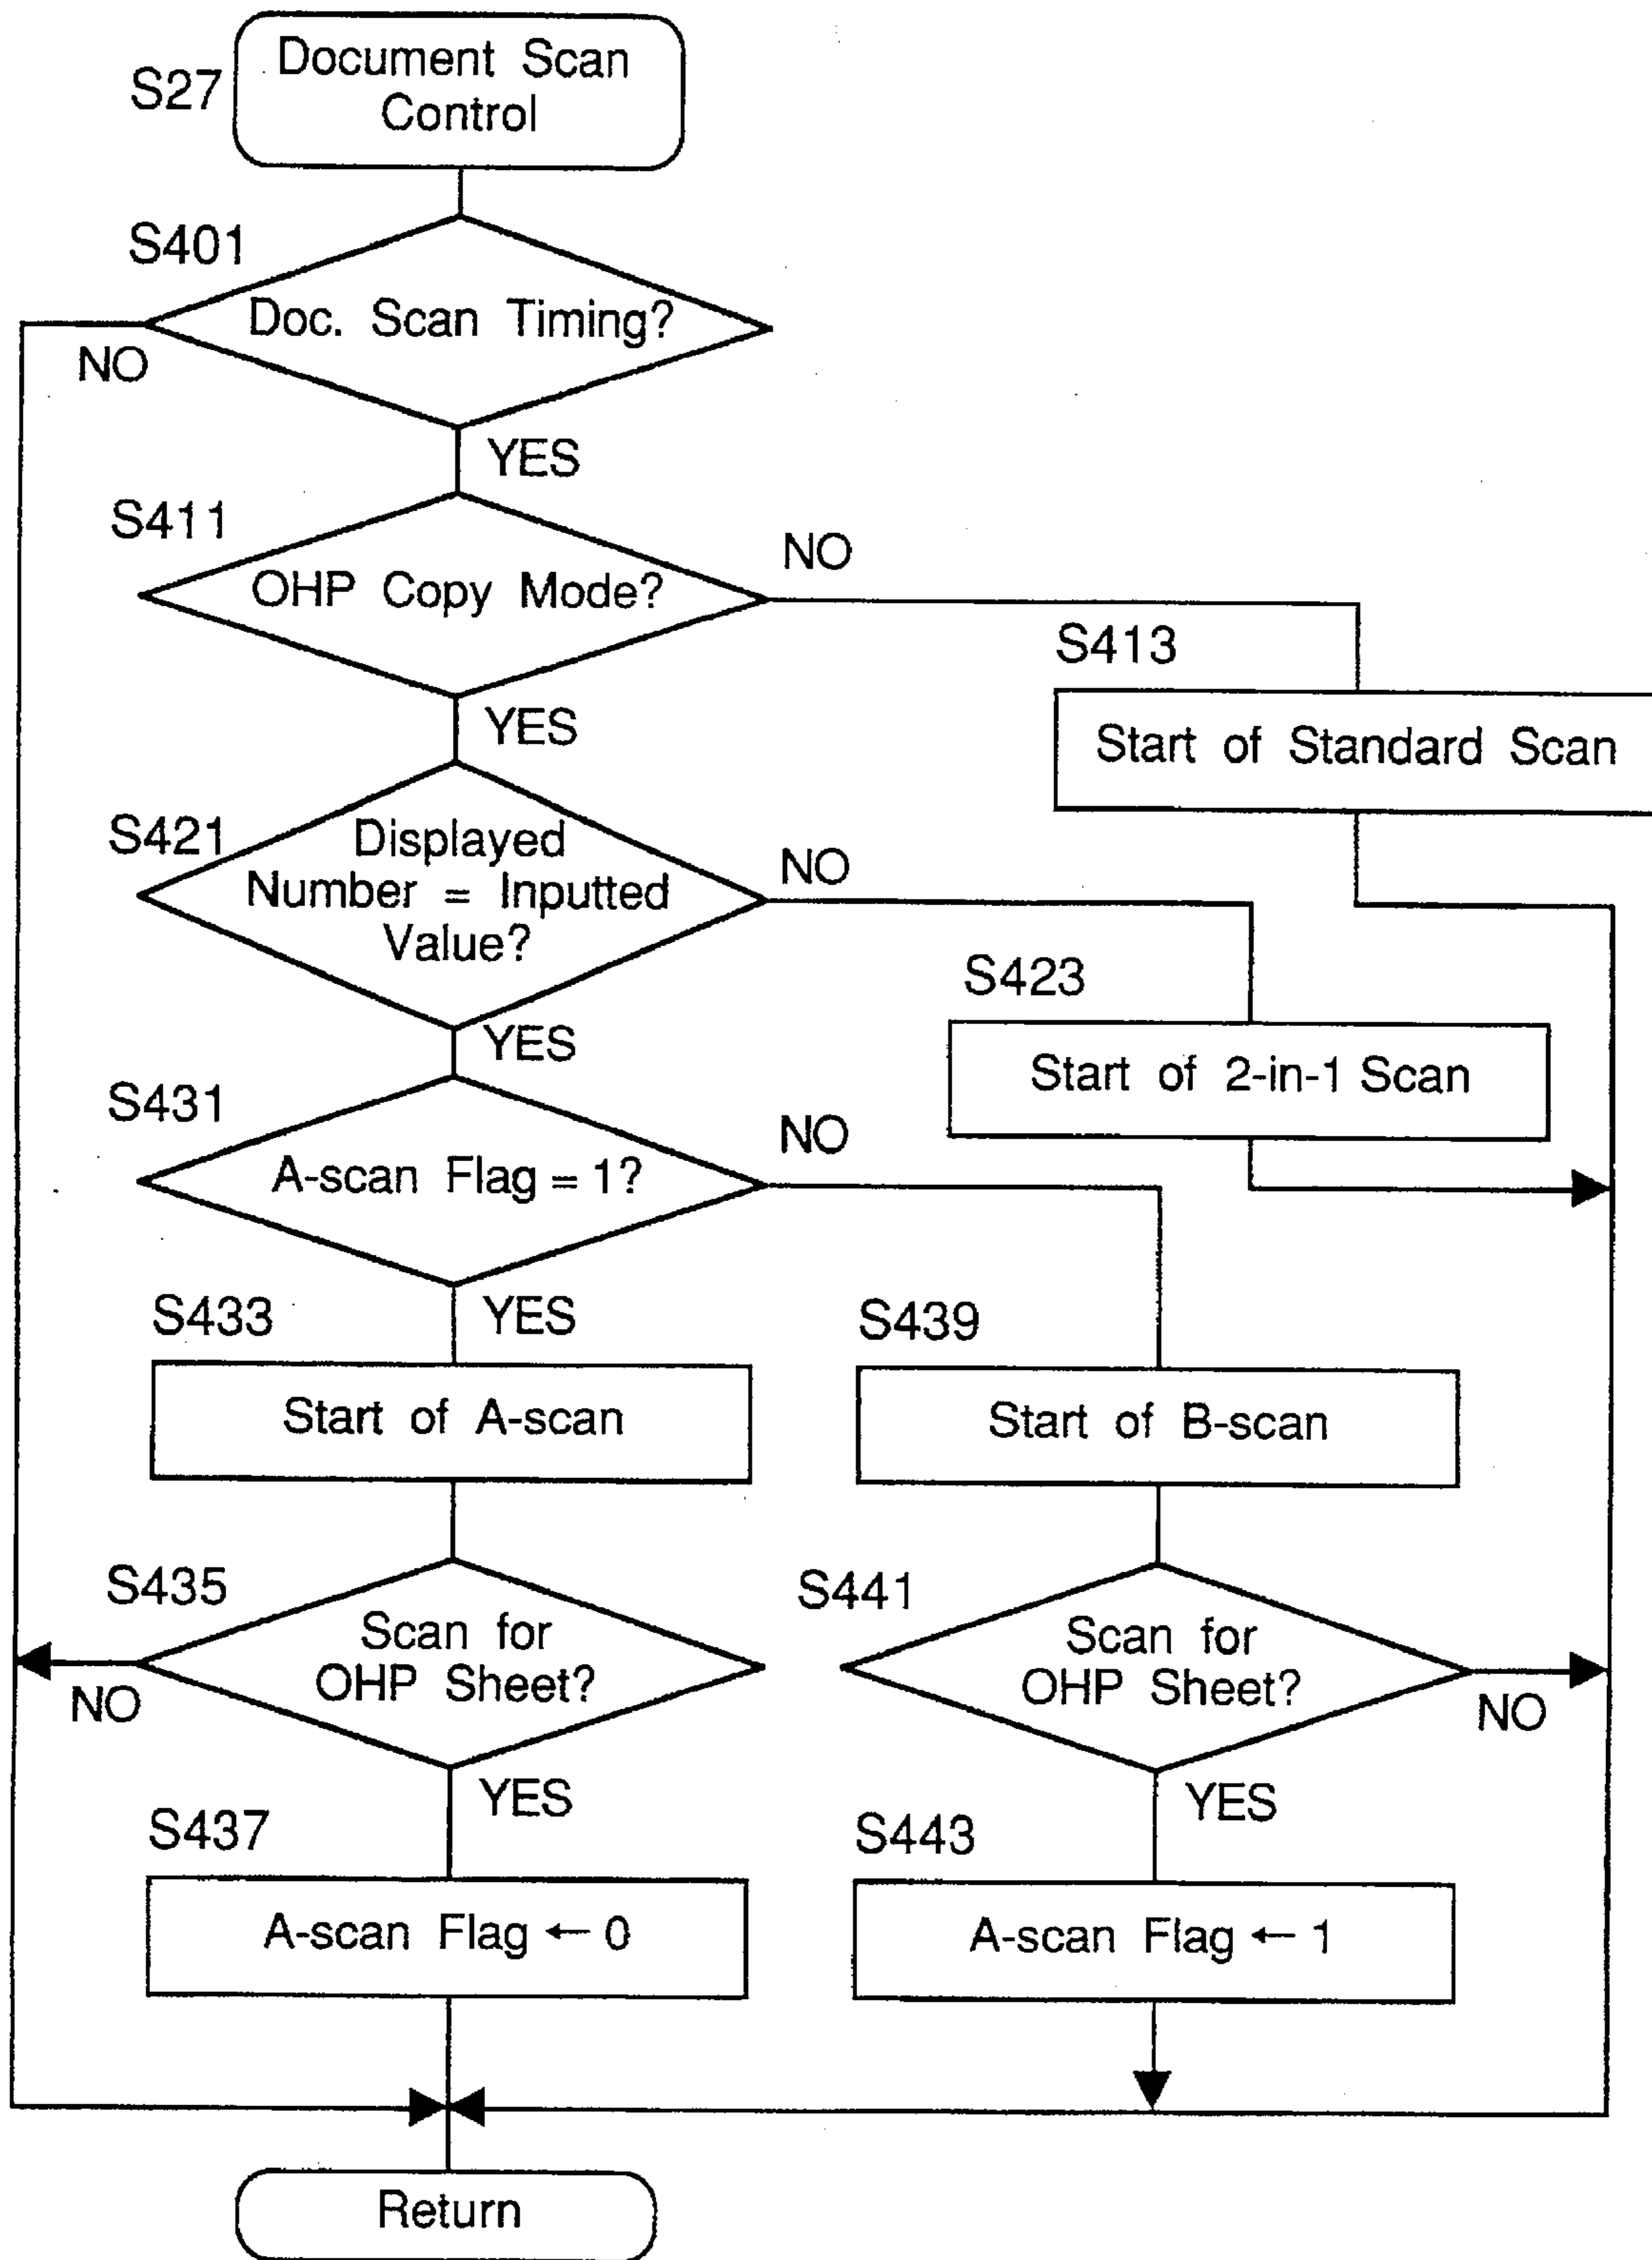 S27
Document Scan
Control
S401
Doc. Scan Timing?
NO
YES
S411
OHP Copy Mode?
NO
YES
S413
Start of Standard Scan
S421
Displayed
Number = Inputted
Value?
NO
YES
S423
Start of 2-in-1 Scan
S431
A-scan Flag = 1?
NO
YES
S433
Start of A-scan
S439
Start of B-scan
S435
Scan for
OHP Sheet?
NO
YES
S441
Scan for
OHP Sheet?
NO
YES
S437
A-scan Flag ← 0
S443
A-scan Flag ← 1
Return